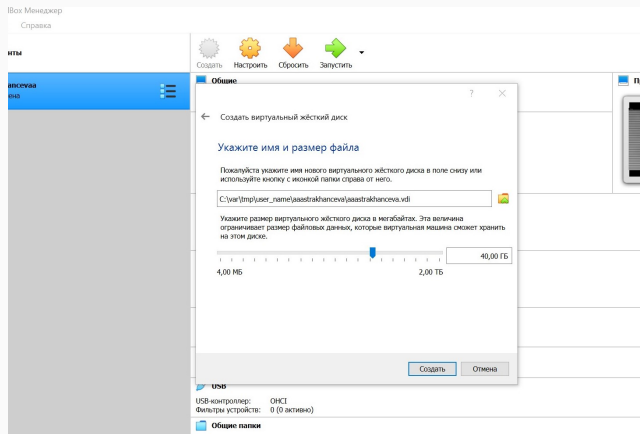 lBox Менеджер
Справка
нты
Создать Настроить Сбросить Запустить
Общие
анcеvaa
ена
? ×
Создать виртуальный жёсткий диск
Укажите имя и размер файла
Пожалуйста укажите имя нового виртуального жёсткого диска в поле снизу или
используйте кнопку с иконкой папки справа от него.
C:\var\tmp\user_name\aaastrakhanceva\aaastrakhanceva.vdi
Укажите размер виртуального жёсткого диска в мегабайтах. Эта величина
ограничивает размер файловых данных, которые виртуальная машина сможет хранить
на этом диске.
40,00 ГБ
4,00 МБ 2,00 ТБ
Создать Отмена
USB
USB-контроллер: OHCI
Фильтры устройств: 0 (0 активно)
Общие папки